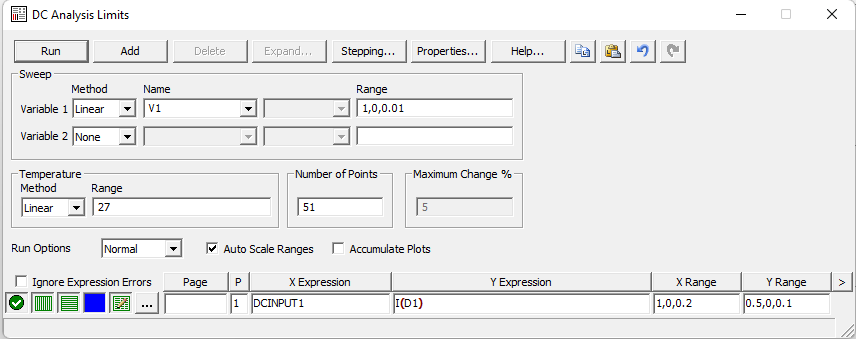 DC Analysis Limits
Run Add Delete Expand... Stepping... Properties... Help...
Sweep
Method Name Range
Variable 1 Linear V1 1,0,0.01
Variable 2 None
Temperature Number of Points Maximum Change %
Method Range
Linear 27 51 5
Run Options Normal Auto Scale Ranges Accumulate Plots
Ignore Expression Errors Page P X Expression Y Expression X Range Y Range >
... 1 DCINPUT1 I(D1) 1,0,0.2 0.5,0,0.1